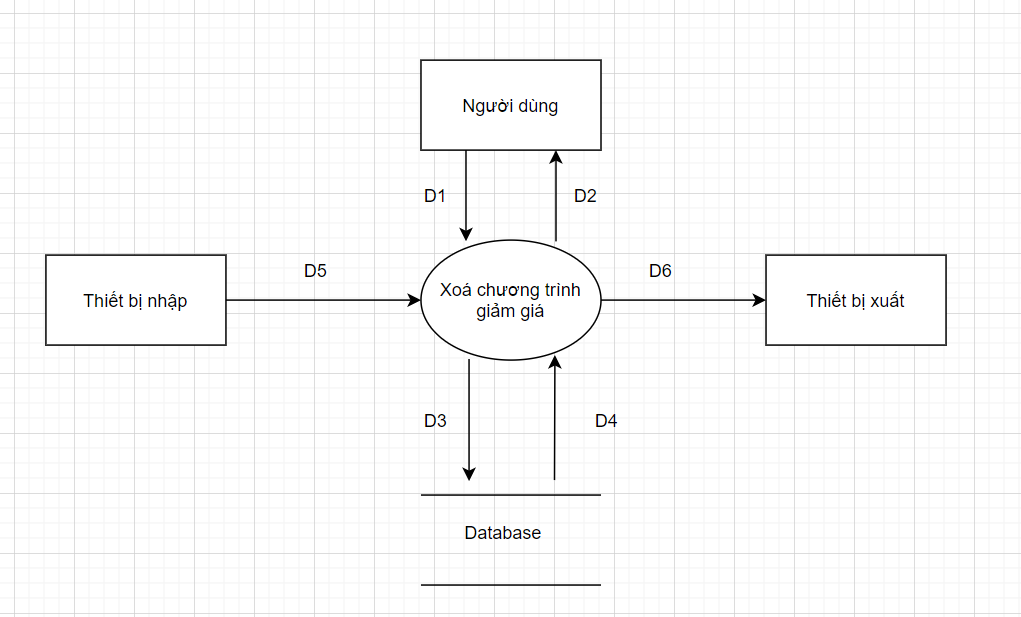 Người dùng
D1
D2
D5
D6
Thiết bị nhập
Xoá chương trình
giảm giá
Thiết bị xuất
D3
D4
Database